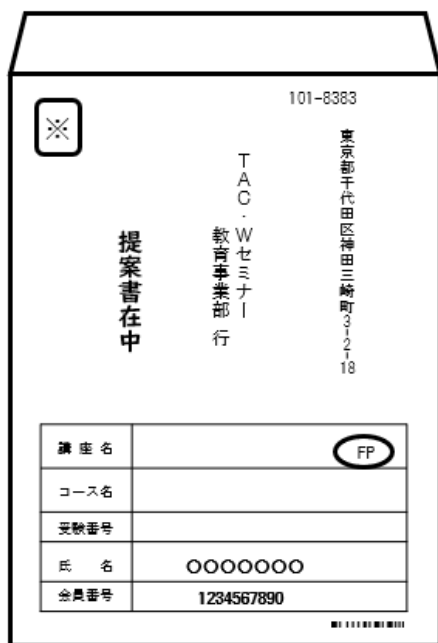 101-8383
※
東京都千代田区神田三崎町3-2-18
TAC・Wセミナー
教育事業部 行
提案書在中
講座名 FP
コース名
受験番号
氏 名 〇〇〇〇〇〇〇
会員番号 1234567890